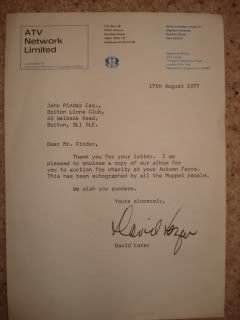 ATV
Network
Limited
17th August 1977
John Pinder Esq.,
Bolton Lions Club,
60 Welbeck Road,
Bolton, BL1 5LE.
Dear Mr. Pinder,
Thank you for your letter. I am
pleased to enclose a copy of our album for
you to auction for charity at your Autumn Fayre.
This has been autographed by all the Muppet people.
We wish you success.
Yours sincerely,
David Lazer
David Lazer